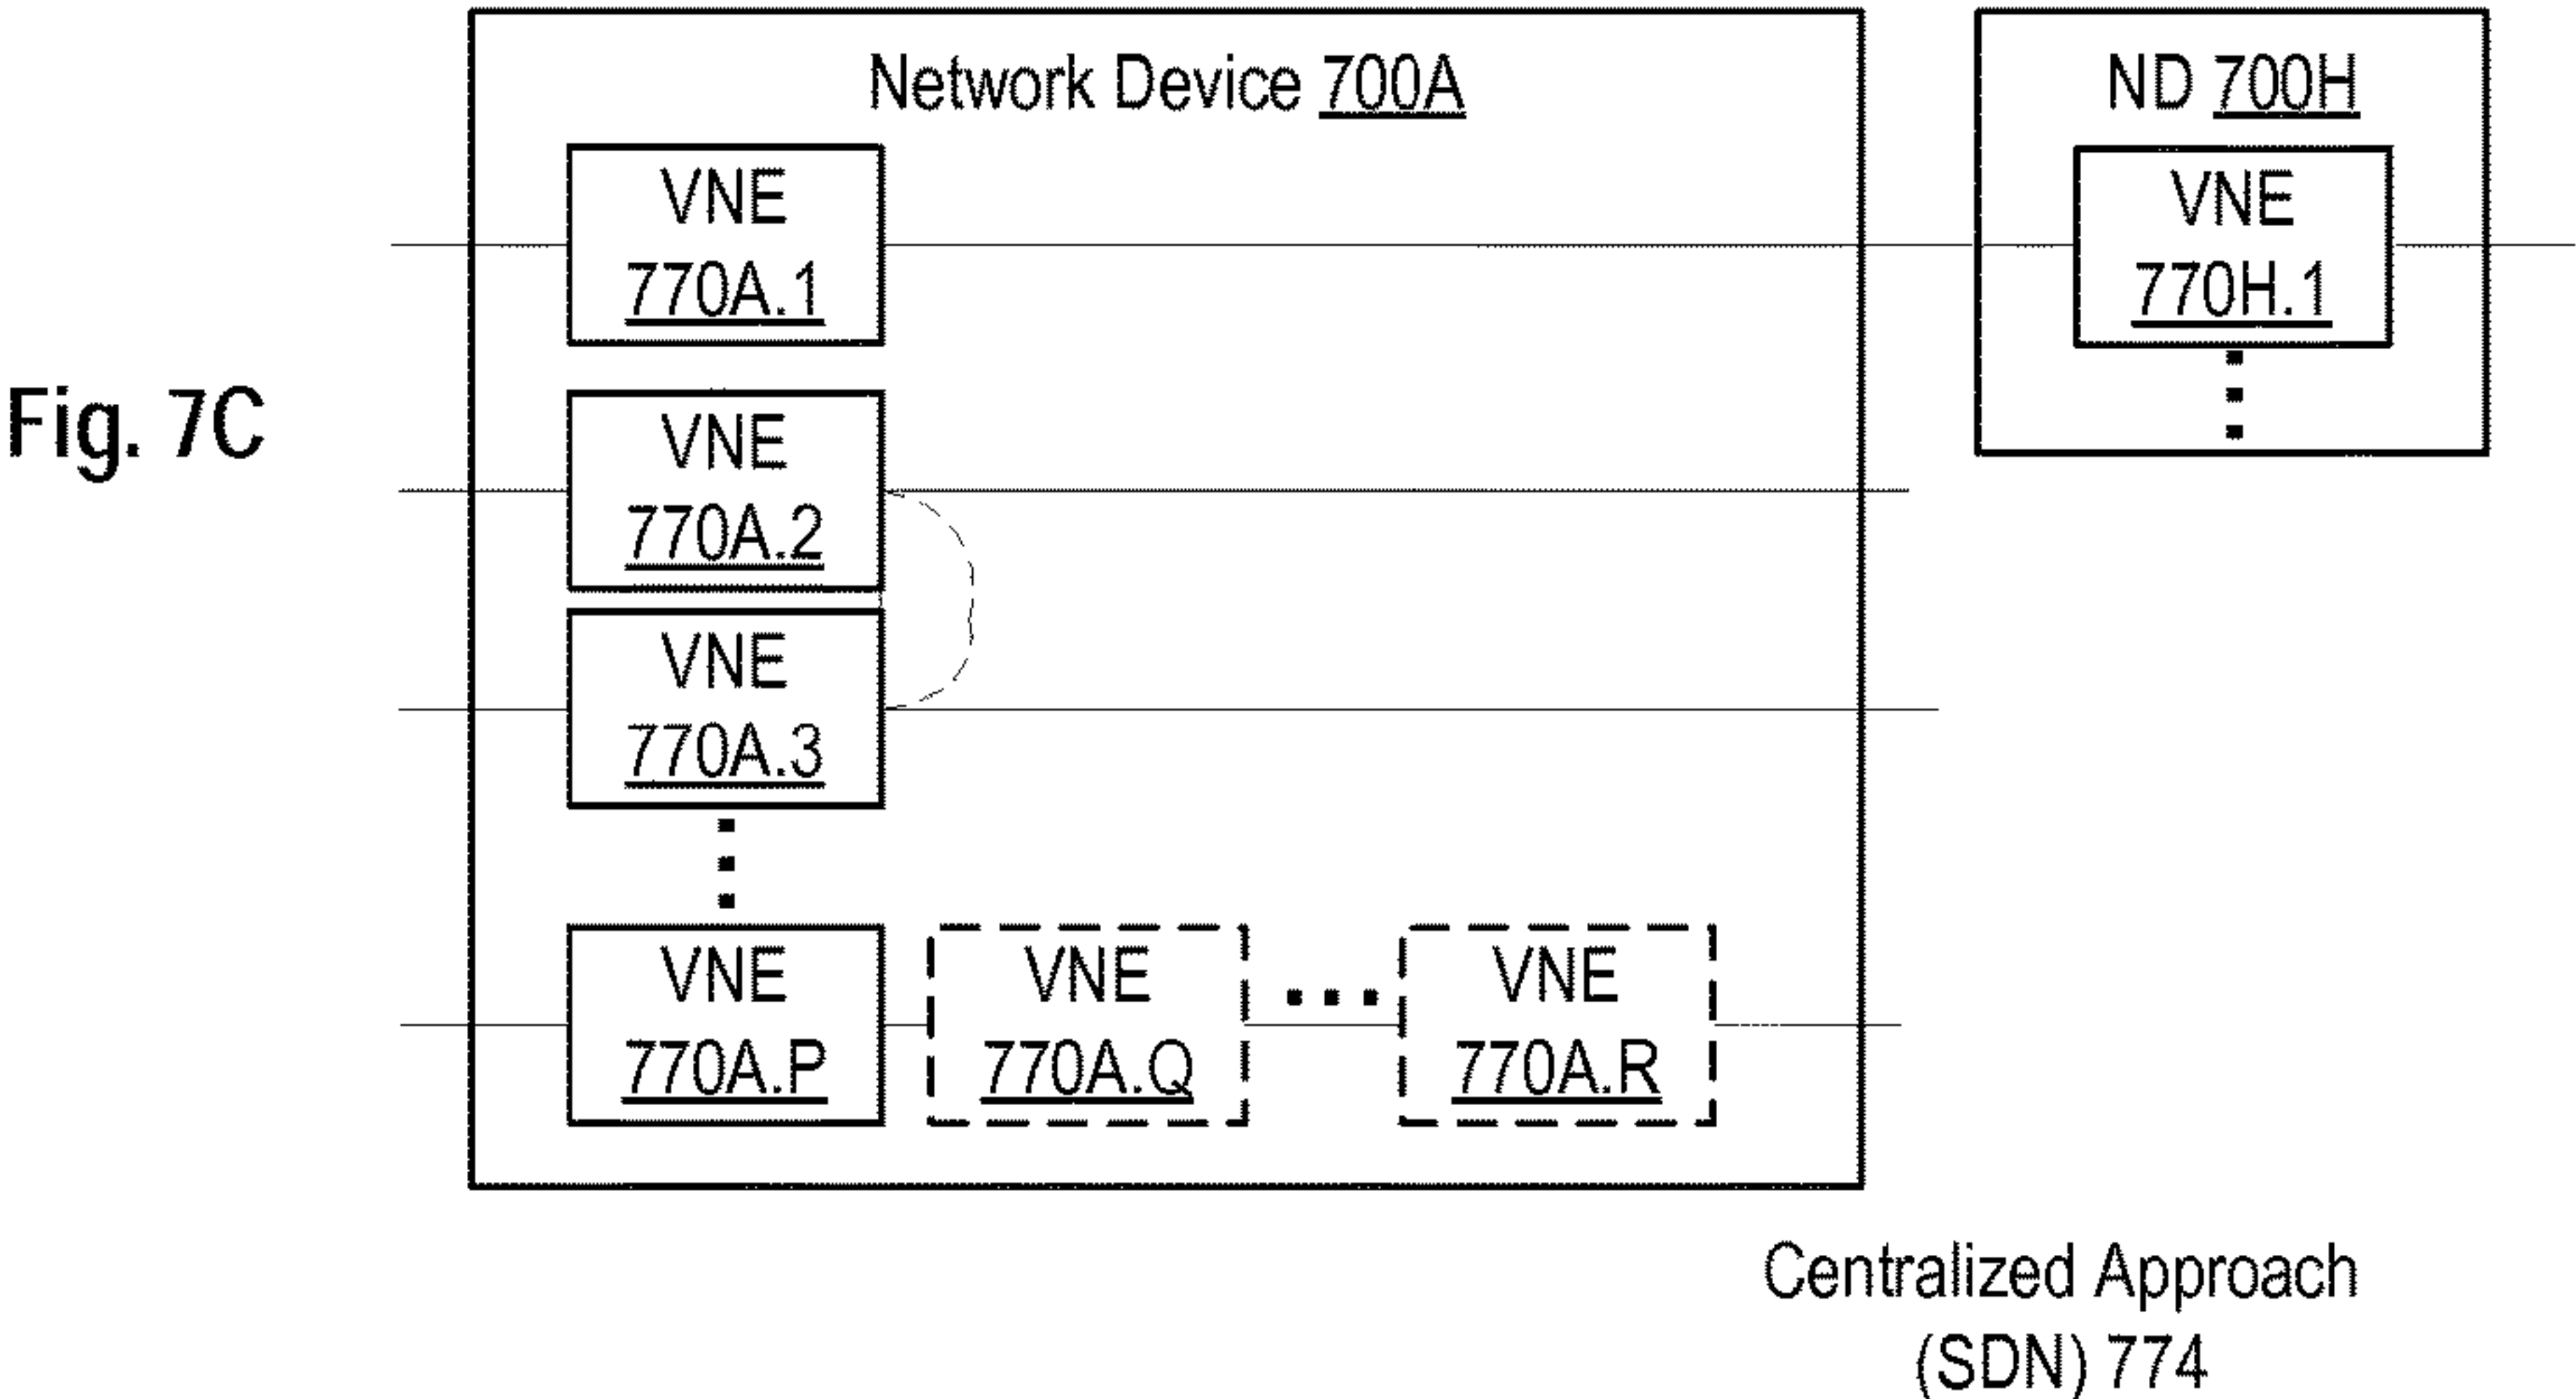 Network Device 700A
ND 700H
VNE
770A.1
VNE
770H.1
Fig. 7C
VNE
770A.2
VNE
770A.3
VNE
770A.P
VNE
770A.Q
VNE
770A.R
Centralized Approach
(SDN) 774